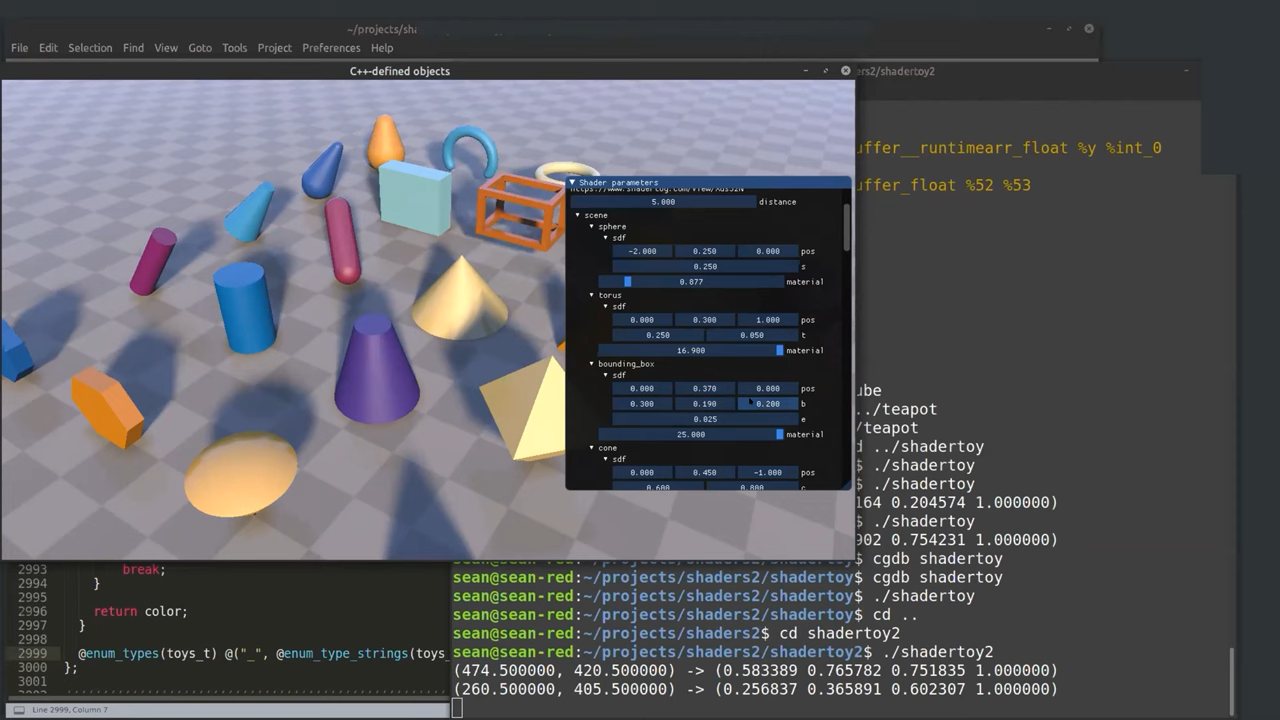 ~/projects/sha
File Edit Selection Find View Goto Tools Project Preferences Help
C++-defined objects
ers2/shadertoy2
uffer__runtimearr_float %y %int_0
uffer_float %52 %53
Shader parameters
5.000 distance
scene
sphere
sdf
-2.000 0.250 0.000 pos
0.250 s
0.877 material
torus
sdf
0.000 0.300 1.000 pos
0.250 0.050 t
16.900 material
bounding_box
sdf
0.000 0.370 0.000 pos
0.300 0.190 0.200 b
0.025 e
25.000 material
cone
sdf
0.000 0.450 -1.000 pos
0.600 0.800 c
ube
../teapot
/teapot
d ../shadertoy
$ ./shadertoy
$ ./shadertoy
164 0.204574 1.000000)
$ ./shadertoy
902 0.754231 1.000000)
$ cgdb shadertoy
sean@sean-red:~/projects/shaders2/shadertoy$ cgdb shadertoy
sean@sean-red:~/projects/shaders2/shadertoy$ ./shadertoy
sean@sean-red:~/projects/shaders2/shadertoy$ cd ..
sean@sean-red:~/projects/shaders2$ cd shadertoy2
sean@sean-red:~/projects/shaders2/shadertoy2$ ./shadertoy2
(474.500000, 420.500000) -> (0.583389 0.765782 0.751835 1.000000)
(260.500000, 405.500000) -> (0.256837 0.365891 0.602307 1.000000)
2993 break;
2994 }
2995
2996 return color;
2997 }
2998
2999 @enum_types(toys_t) @("_", @enum_type_strings(toys_
3000 };
3001
Line 2999, Column 7